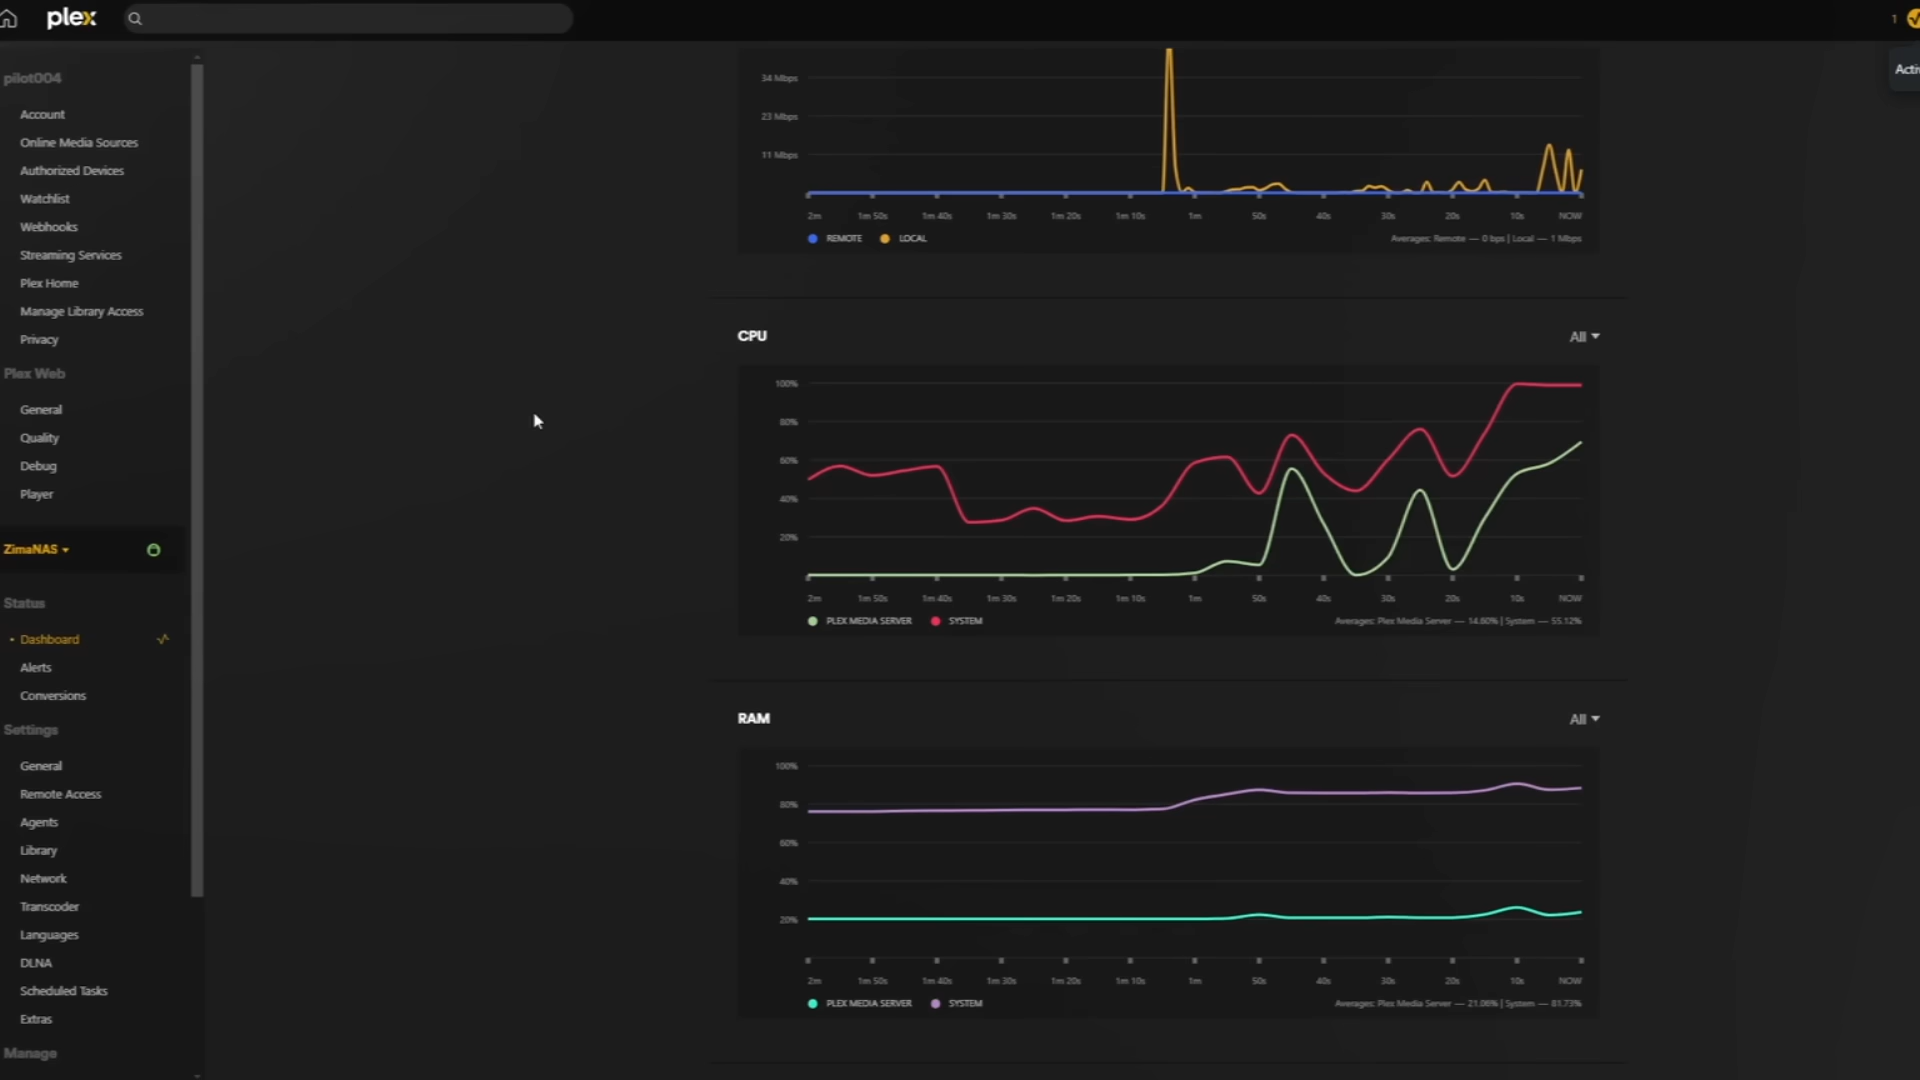 plex
1
Activ
pilot004
Account
Online Media Sources
Authorized Devices
Watchlist
Webhooks
Streaming Services
Plex Home
Manage Library Access
Privacy
Plex Web
General
Quality
Debug
Player
ZimaNAS
Status
Dashboard
Alerts
Conversions
Settings
General
Remote Access
Agents
Library
Network
Transcoder
Languages
DLNA
Scheduled Tasks
Extras
Manage
34 Mbps
23 Mbps
11 Mbps
2m 1m 50s 1m 40s 1m 30s 1m 20s 1m 10s 1m 50s 40s 30s 20s 10s NOW
REMOTE LOCAL Averages: Remote — 0 bps | Local — 1 Mbps
CPU All
100%
80%
60%
40%
20%
2m 1m 50s 1m 40s 1m 30s 1m 20s 1m 10s 1m 50s 40s 30s 20s 10s NOW
PLEX MEDIA SERVER SYSTEM Averages: Plex Media Server — 14.60% | System — 55.12%
RAM All
100%
80%
60%
40%
20%
2m 1m 50s 1m 40s 1m 30s 1m 20s 1m 10s 1m 50s 40s 30s 20s 10s NOW
PLEX MEDIA SERVER SYSTEM Averages: Plex Media Server — 21.06% | System — 81.73%